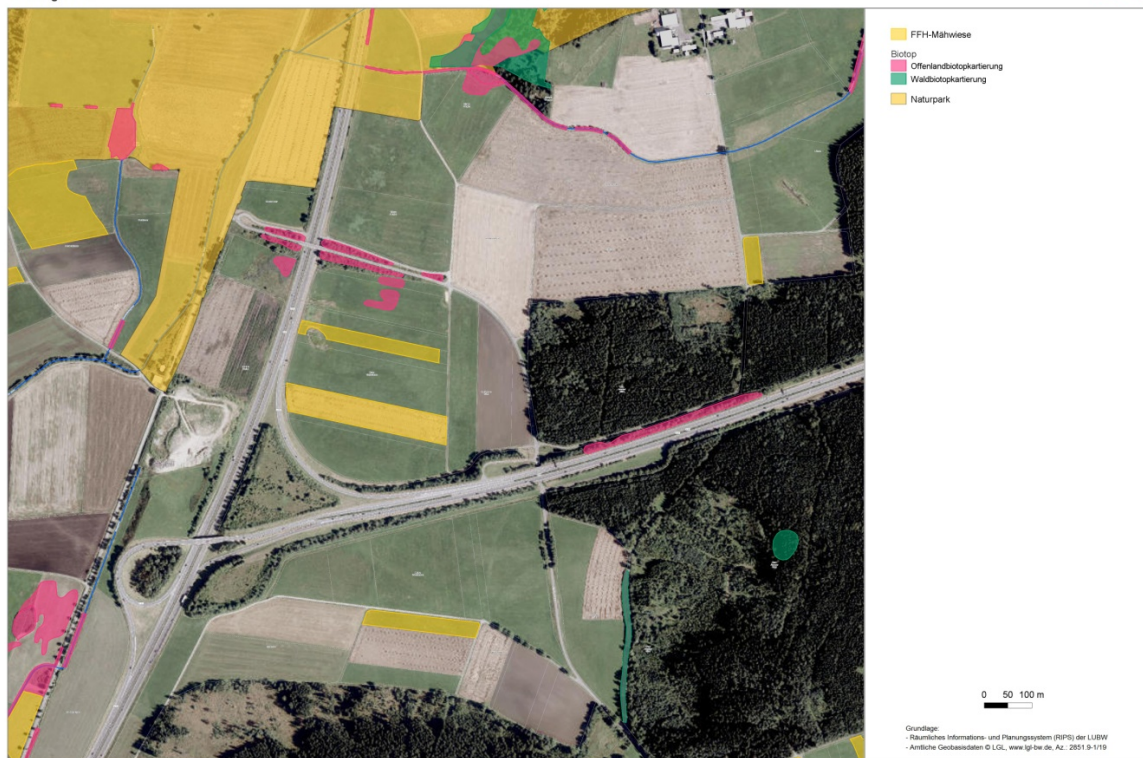 FFH-Mähwiese
Biotop
Offenlandbiotopkartierung
Waldbiotopkartierung
Naturpark
0 50 100 m
Grundlage:
- Räumliches Informations- und Planungssystem (RIPS) der LUBW
- Amtliche Geobasisdaten © LGL, www.lgl-bw.de, Az.: 2851.9-1/19